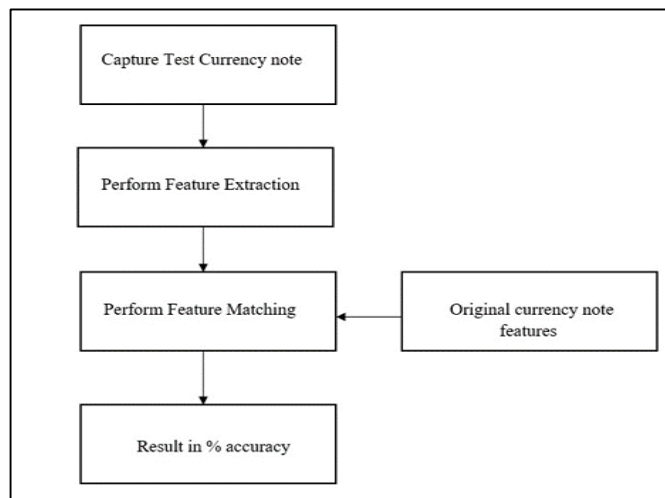 Capture Test Currency note
Perform Feature Extraction
Perform Feature Matching
Original currency note
features
Result in % accuracy